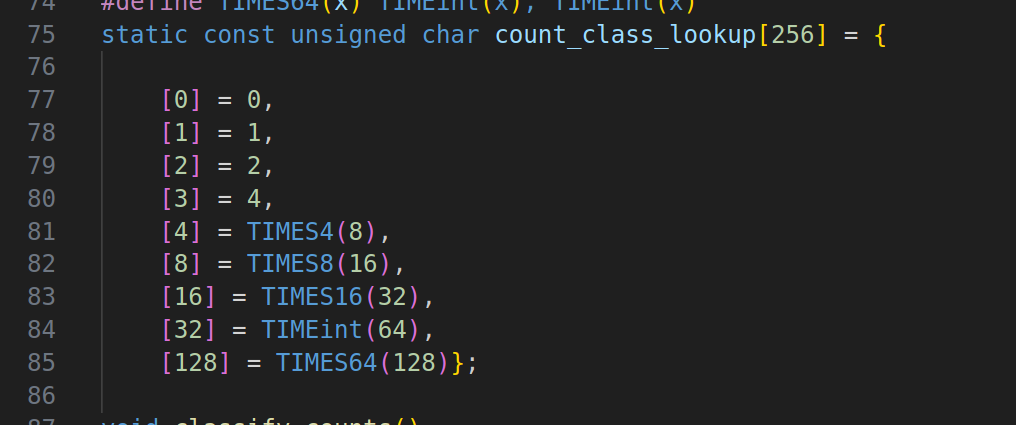 74 #define TIMES64(x) TIMEint(x), TIMEint(x)
75 static const unsigned char count_class_lookup[256] = {
76
77 [0] = 0,
78 [1] = 1,
79 [2] = 2,
80 [3] = 4,
81 [4] = TIMES4(8),
82 [8] = TIMES8(16),
83 [16] = TIMES16(32),
84 [32] = TIMEint(64),
85 [128] = TIMES64(128)};
86
87 void classify_counts()